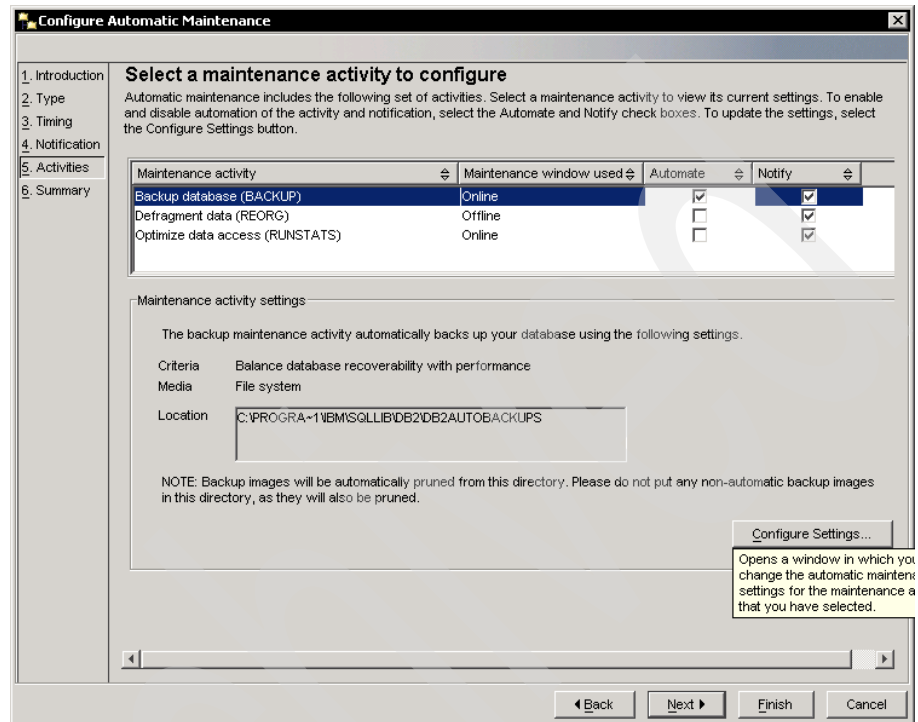 Configure Automatic Maintenance
1. Introduction
2. Type
3. Timing
4. Notification
5. Activities
6. Summary
Select a maintenance activity to configure
Automatic maintenance includes the following set of activities. Select a maintenance activity to view its current settings. To enable
and disable automation of the activity and notification, select the Automate and Notify check boxes. To update the settings, select
the Configure Settings button.
Maintenance activity Maintenance window used Automate Notify
Backup database (BACKUP) Online
Defragment data (REORG) Offline
Optimize data access (RUNSTATS) Online
Maintenance activity settings
The backup maintenance activity automatically backs up your database using the following settings.
Criteria Balance database recoverability with performance
Media File system
Location C:\PROGRA~1\IBM\SQLLIB\DB2\DB2AUTOBACKUPS
NOTE: Backup images will be automatically pruned from this directory. Please do not put any non-automatic backup images
in this directory, as they will also be pruned.
Configure Settings...
Opens a window in which you
change the automatic maintena
settings for the maintenance a
that you have selected.
Back Next Finish Cancel